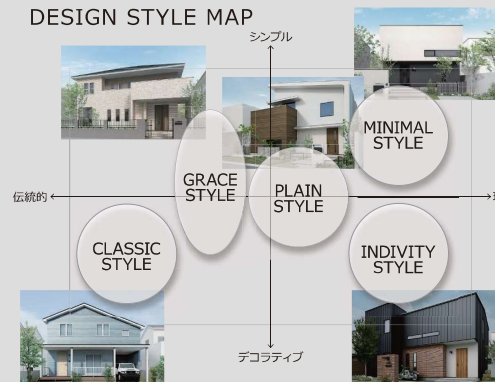 DESIGN STYLE MAP
シンプル
MINIMAL
STYLE
GRACE
STYLE
PLAIN
STYLE
伝統的
CLASSIC
STYLE
INDIVITY
STYLE
デコラティブ